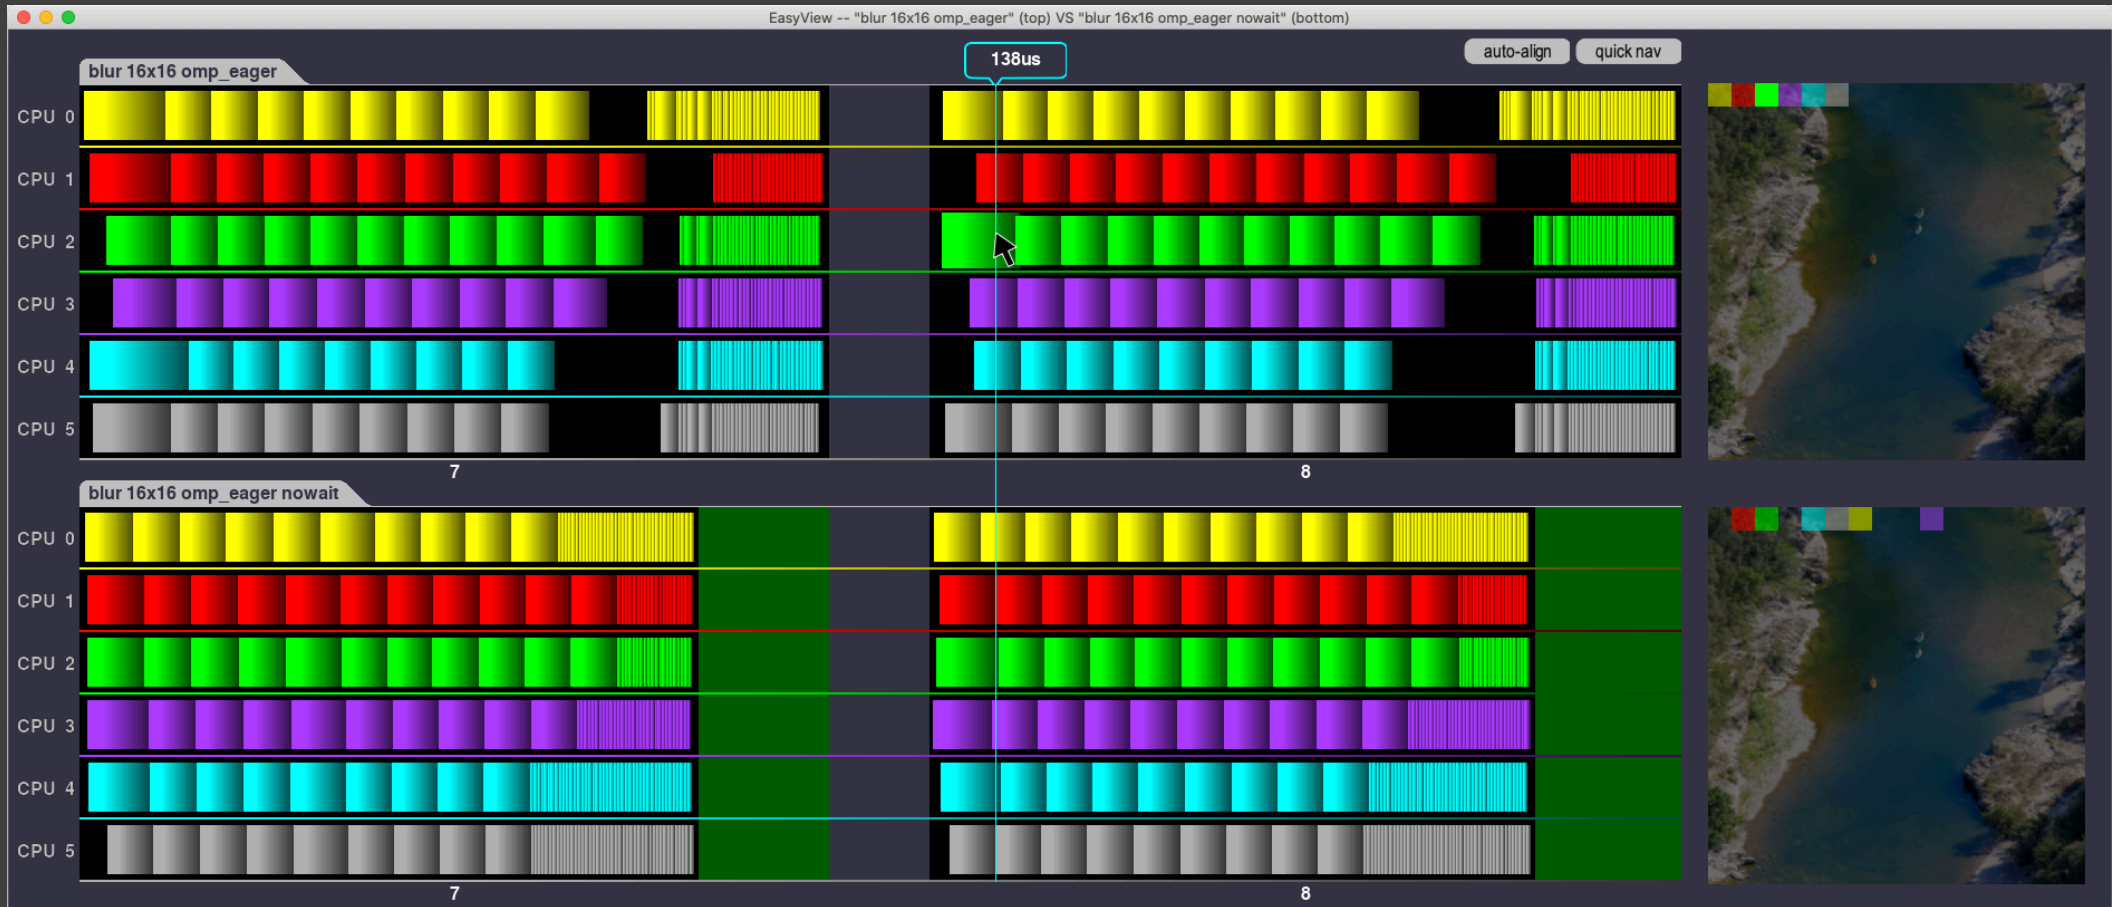 EasyView -- "blur 16x16 omp_eager" (top) VS "blur 16x16 omp_eager nowait" (bottom)
138us
auto-align
quick nav
blur 16x16 omp_eager
CPU 0
CPU 1
CPU 2
CPU 3
CPU 4
CPU 5
7
8
blur 16x16 omp_eager nowait
CPU 0
CPU 1
CPU 2
CPU 3
CPU 4
CPU 5
7
8